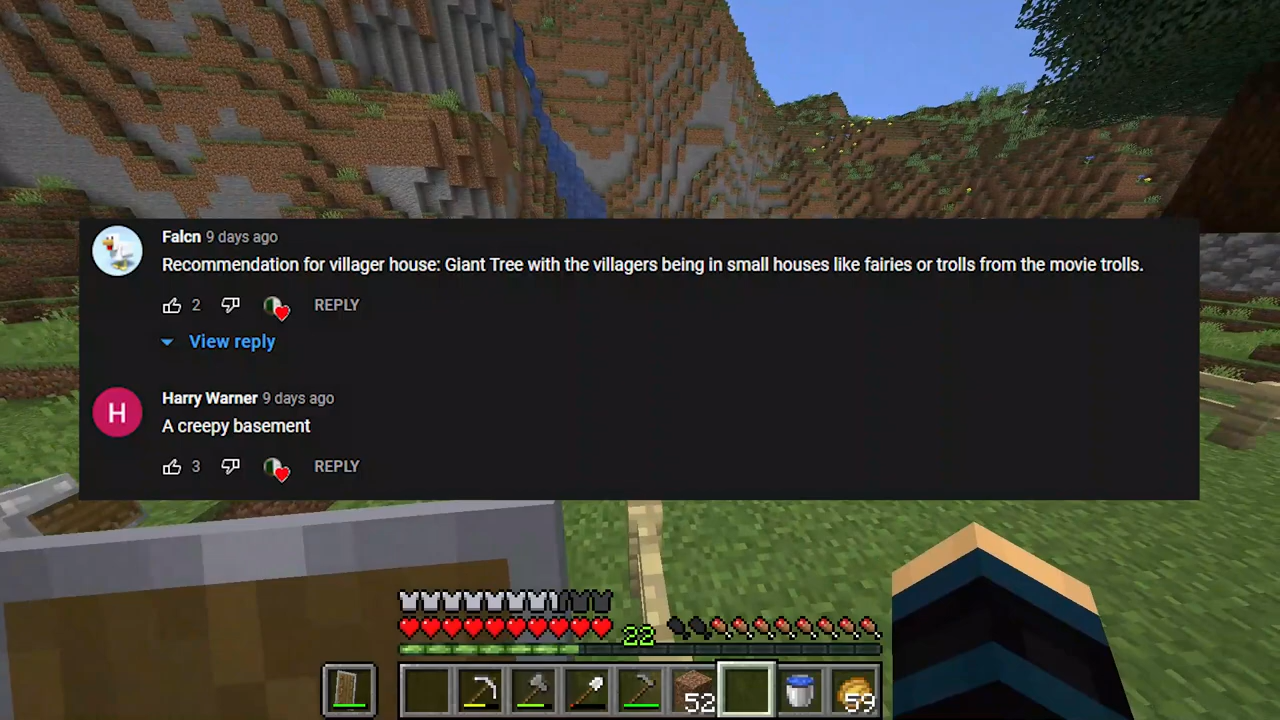 Falcn 9 days ago
Recommendation for villager house: Giant Tree with the villagers being in small houses like fairies or trolls from the movie trolls.
2 REPLY
View reply
H
Harry Warner 9 days ago
A creepy basement
3 REPLY
22
52 59